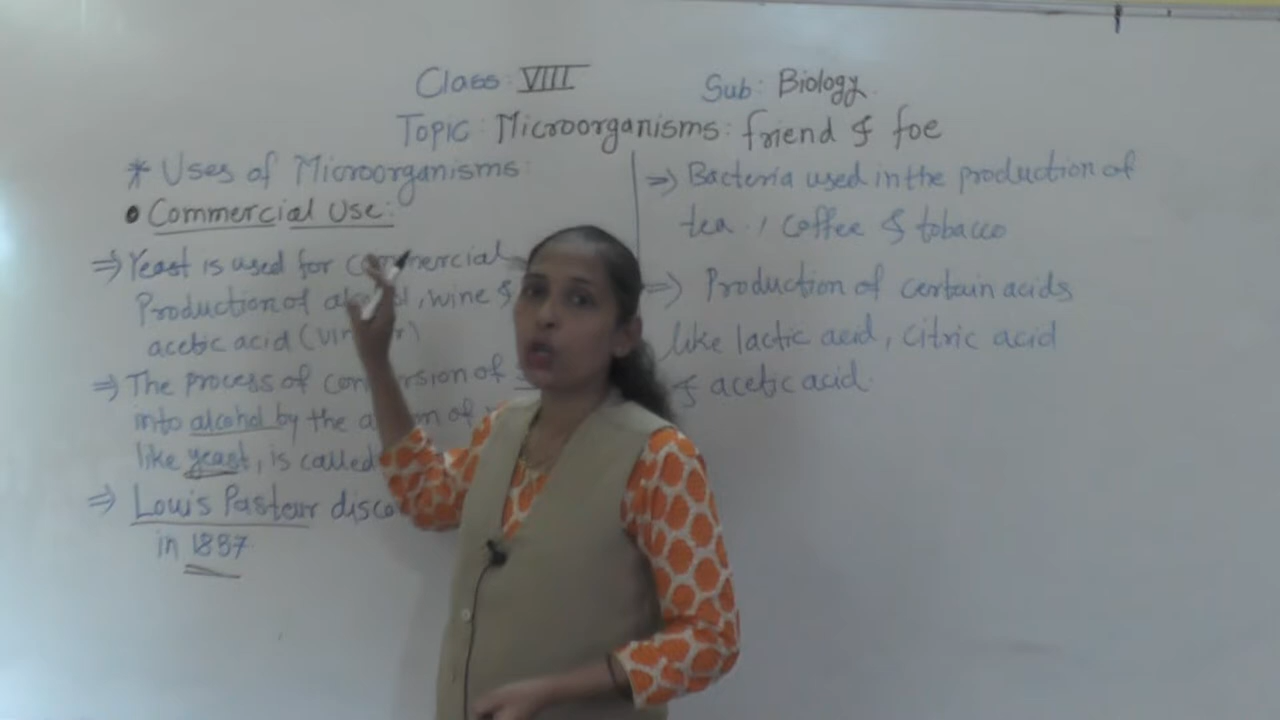 Class: VIII Sub: Biology
Topic: Microorganisms: friend & foe
* Uses of Microorganisms:
• Commercial Use:
⇒ Yeast is used for commercial
Production of alcohol, wine &
acetic acid (
⇒ The process of conversion of
into alcohol by the action of
like yeast, is called
⇒ Louis Pasteur
in 1857
⇒ Bacteria used in the production of
tea, coffee & tobacco
⇒ Production of certain acids
like lactic acid, citric acid
& acetic acid.